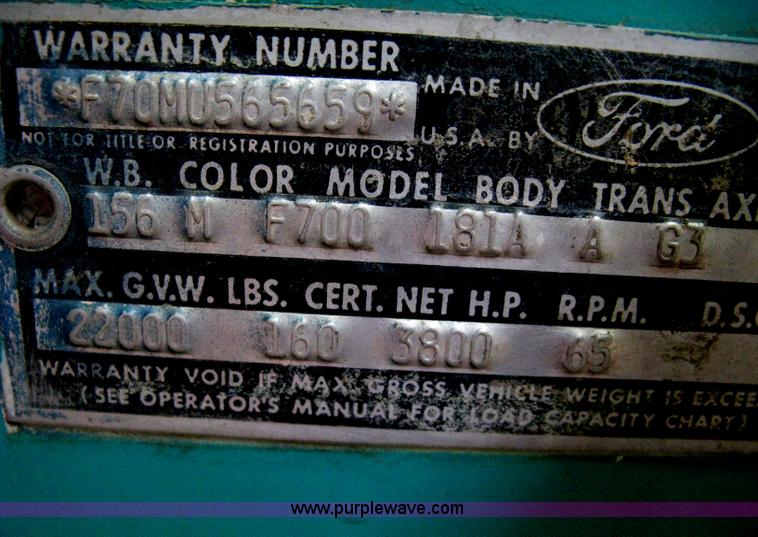 WARRANTY NUMBER
*F70MU565659*
MADE IN
U.S.A. BY
Ford
NOT FOR TITLE OR REGISTRATION PURPOSES
W.B. COLOR MODEL BODY TRANS AX
156 M F700 181A A G3
MAX. G.V.W. LBS. CERT. NET H.P. R.P.M. D.S.
22000 160 3800 65
WARRANTY VOID IF MAX. GROSS VEHICLE WEIGHT IS EXCEE
(SEE OPERATOR'S MANUAL FOR LOAD CAPACITY CHART)
www.purplewave.com